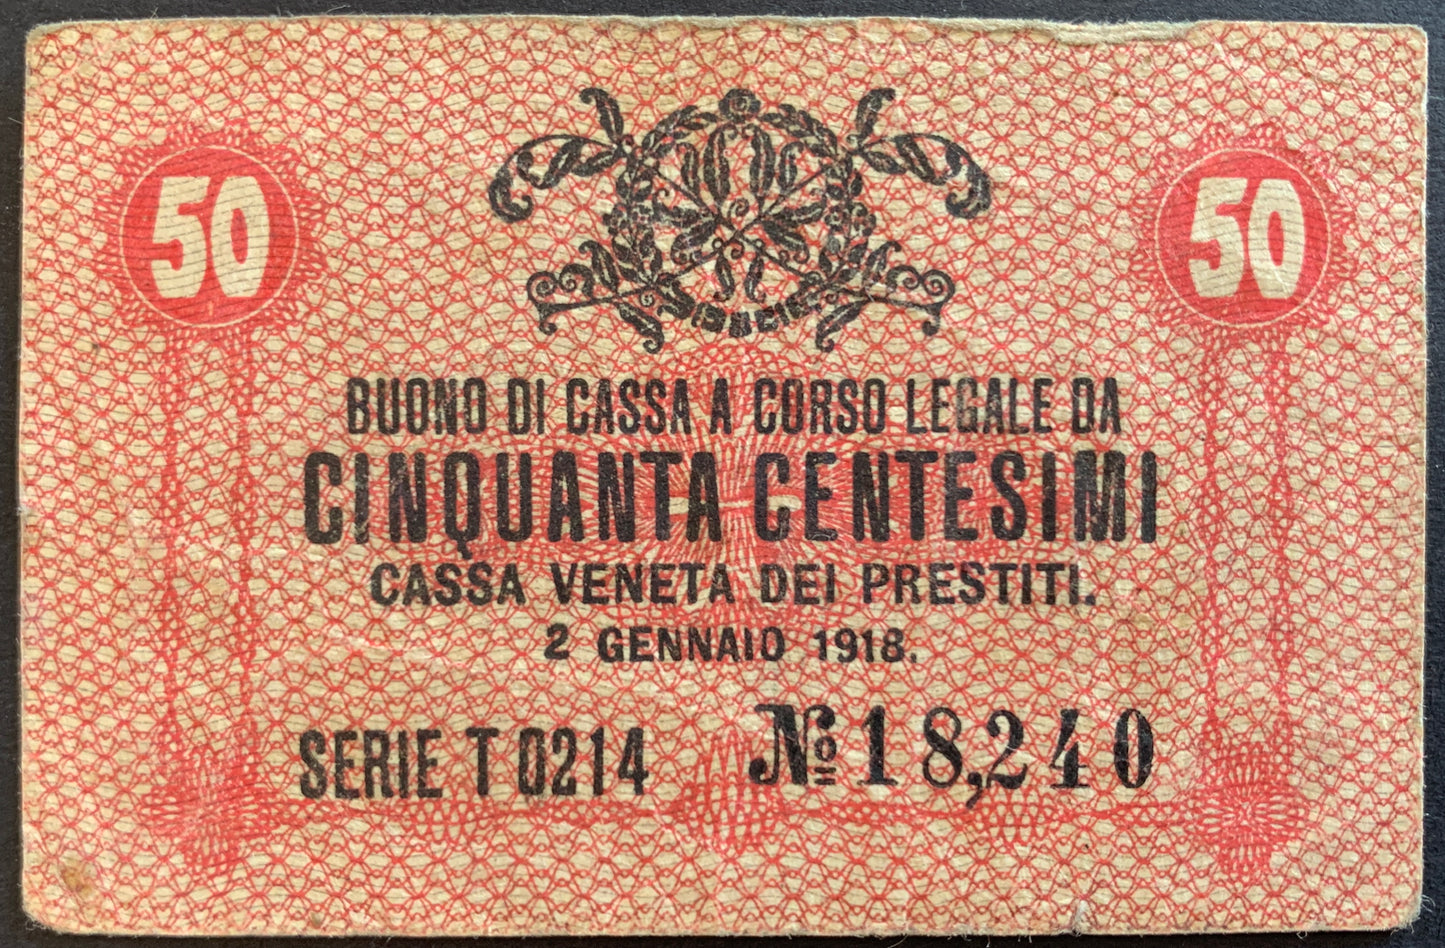 50 50
BUONO DI CASSA A CORSO LEGALE DA
CINQUANTA CENTESIMI
CASSA VENETA DEI PRESTITI.
2 GENNAIO 1918.
SERIE T 0214 № 18,240